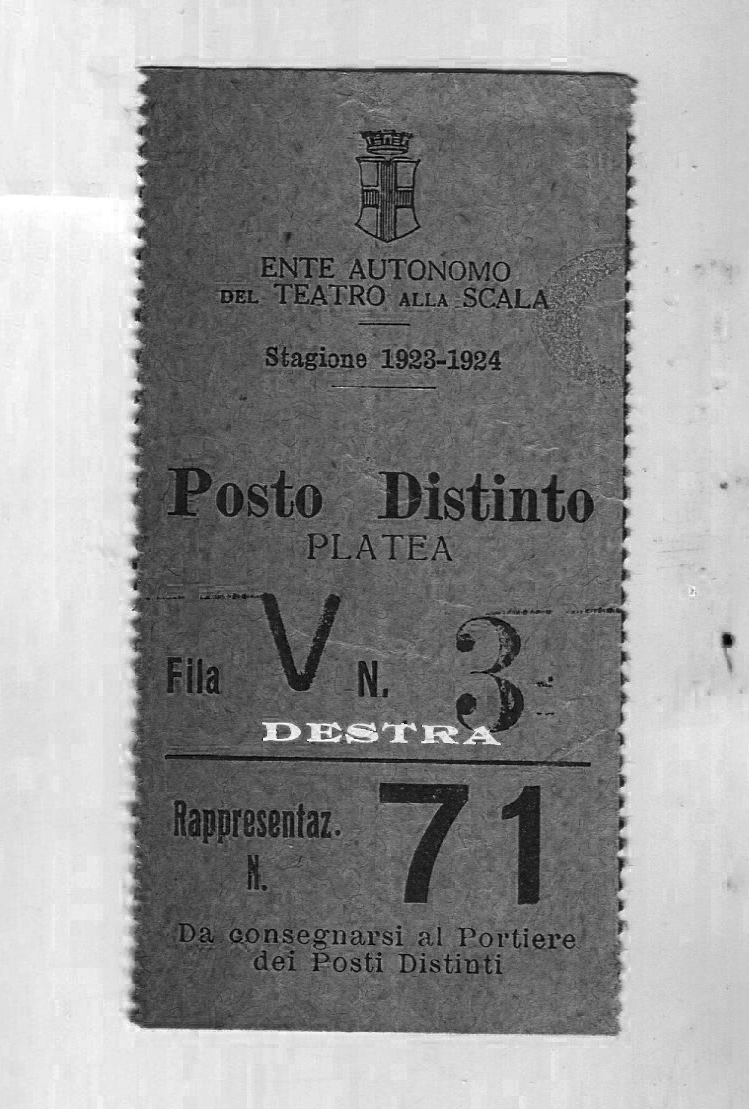 ENTE AUTONOMO
DEL TEATRO ALLA SCALA
Stagione 1923-1924
Posto Distinto
PLATEA
Fila V N. 3
DESTRA
Rappresentaz. 71
N.
Da consegnarsi al Portiere
dei Posti Distinti